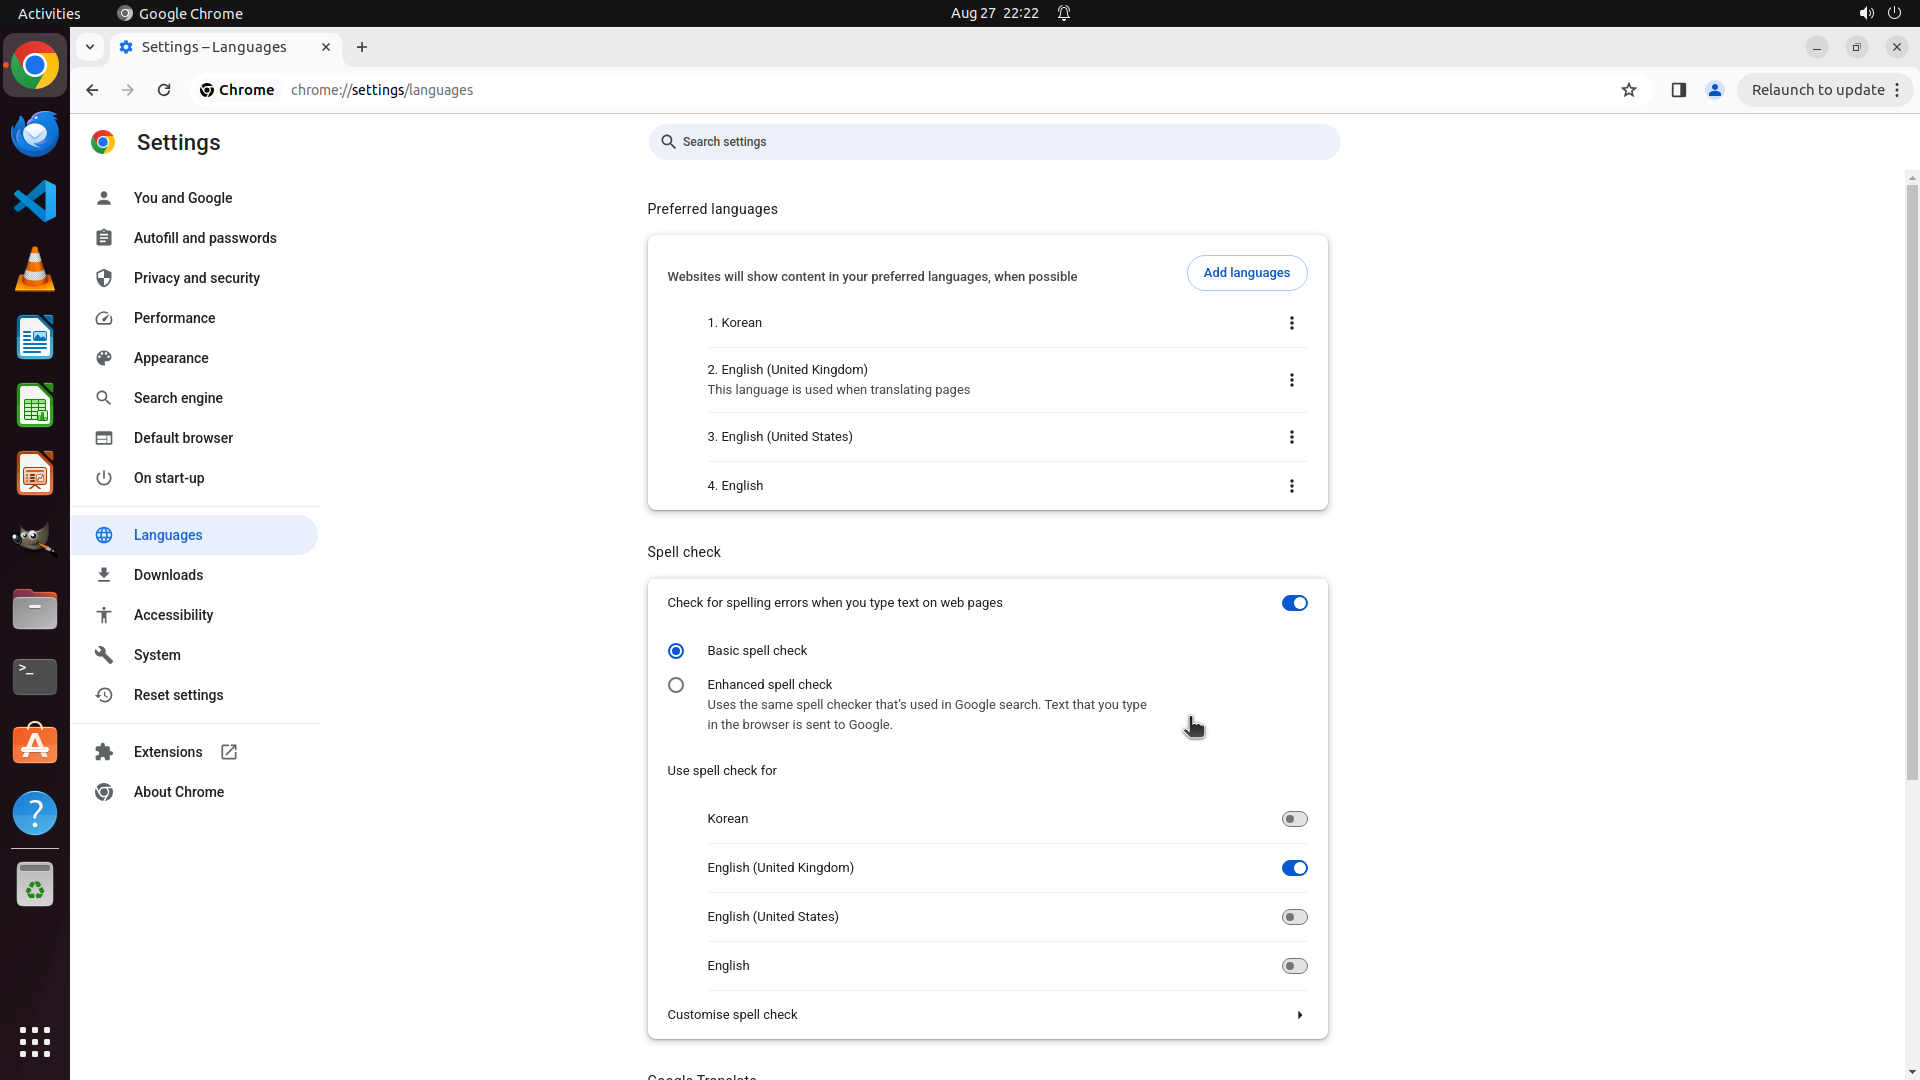 Activities
Google Chrome
Aug 27 22:22
Settings – Languages
Chrome
chrome://settings/languages
Relaunch to update
Settings
Search settings
You and Google
Autofill and passwords
Privacy and security
Performance
Appearance
Search engine
Default browser
On start-up
Languages
Downloads
Accessibility
System
Reset settings
Extensions
About Chrome
Preferred languages
Websites will show content in your preferred languages, when possible
Add languages
1. Korean
2. English (United Kingdom)
This language is used when translating pages
3. English (United States)
4. English
Spell check
Check for spelling errors when you type text on web pages
Basic spell check
Enhanced spell check
Uses the same spell checker that's used in Google search. Text that you type
in the browser is sent to Google.
Use spell check for
Korean
English (United Kingdom)
English (United States)
English
Customise spell check
Google Translate